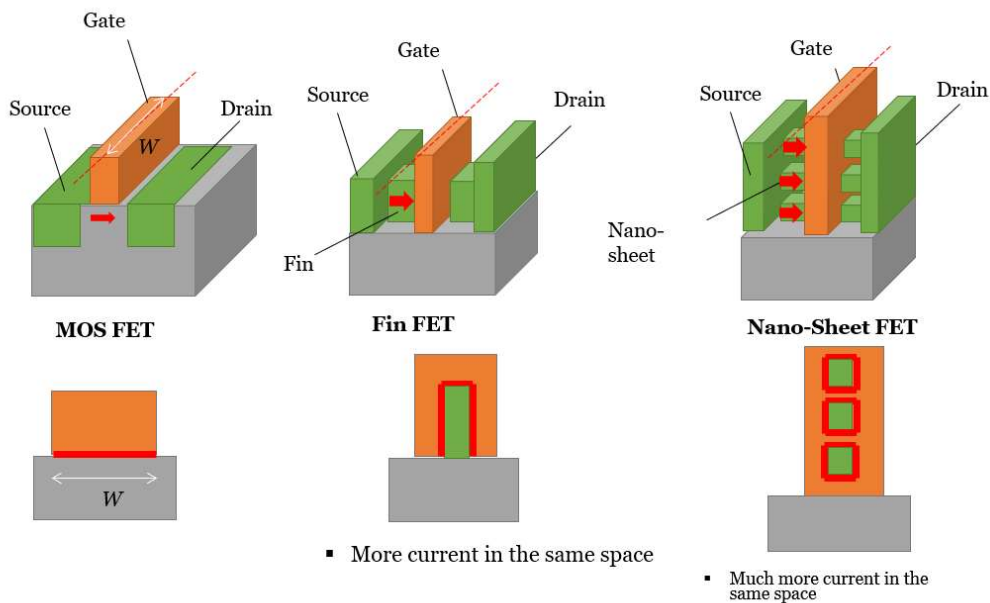 Gate
Source
Drain
W
MOS FET
W
Gate
Source
Drain
Fin
Fin FET
▪ More current in the same space
Gate
Source
Drain
Nano-
sheet
Nano-Sheet FET
▪ Much more current in the
same space